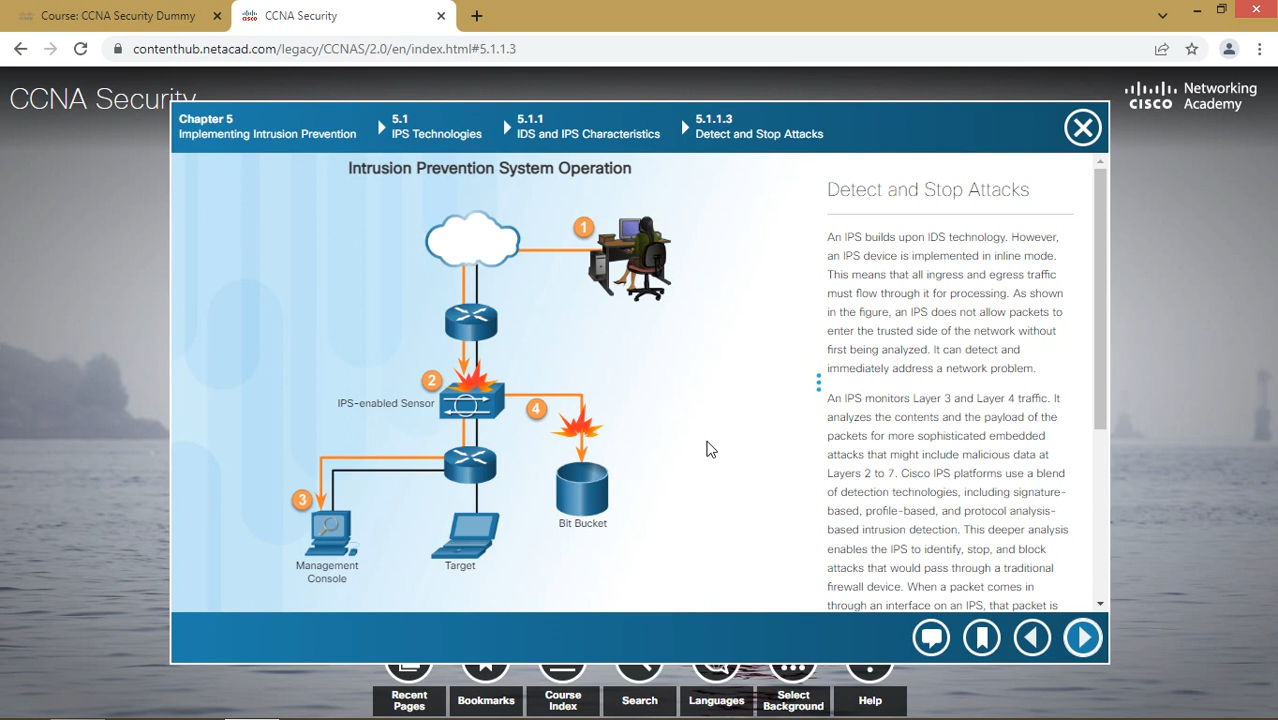 Course: CCNA Security Dummy
CCNA Security
contenthub.netacad.com/legacy/CCNAS/2.0/en/index.html#5.1.1.3
CCNA Security
CISCO
Networking
Academy
Chapter 5
Implementing Intrusion Prevention
5.1
IPS Technologies
5.1.1
IDS and IPS Characteristics
5.1.1.3
Detect and Stop Attacks
Intrusion Prevention System Operation
1
2
IPS-enabled Sensor
4
3
Bit Bucket
Management
Console
Target
Detect and Stop Attacks
An IPS builds upon IDS technology. However,
an IPS device is implemented in inline mode.
This means that all ingress and egress traffic
must flow through it for processing. As shown
in the figure, an IPS does not allow packets to
enter the trusted side of the network without
first being analyzed. It can detect and
immediately address a network problem.
An IPS monitors Layer 3 and Layer 4 traffic. It
analyzes the contents and the payload of the
packets for more sophisticated embedded
attacks that might include malicious data at
Layers 2 to 7. Cisco IPS platforms use a blend
of detection technologies, including signature-
based, profile-based, and protocol analysis-
based intrusion detection. This deeper analysis
enables the IPS to identify, stop, and block
attacks that would pass through a traditional
firewall device. When a packet comes in
through an interface on an IPS, that packet is
Recent
Pages
Bookmarks
Course
Index
Search
Languages
Select
Background
Help